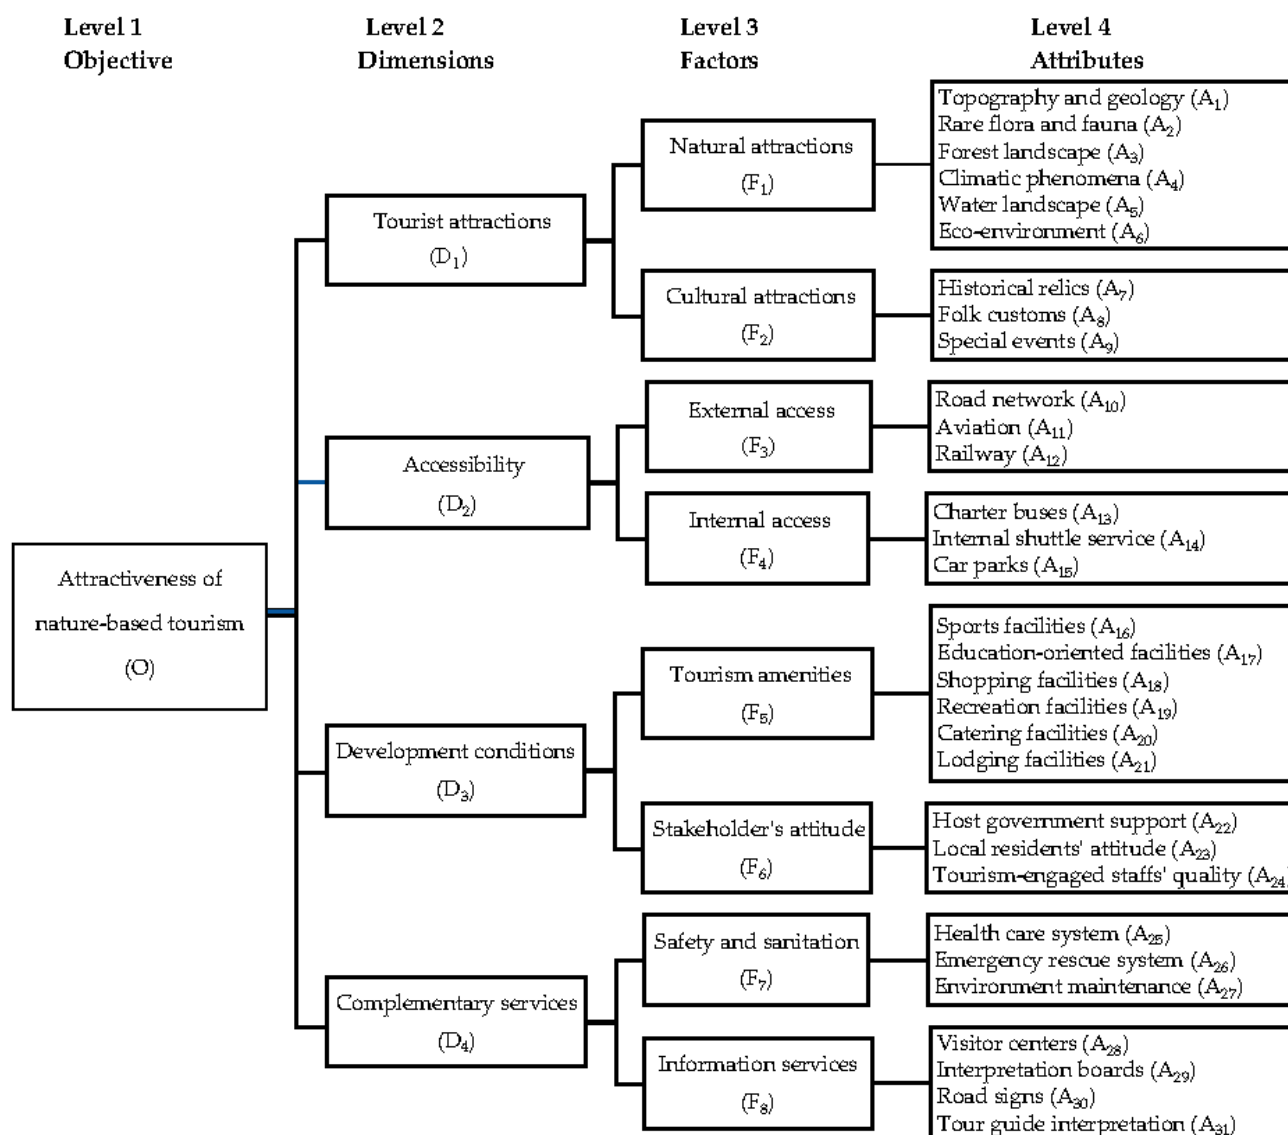 Level 1 Level 2 Level 3 Level 4
Objective Dimensions Factors Attributes
Attractiveness of
nature-based tourism
(O)
Tourist attractions
(D₁)
Natural attractions
(F₁)
Topography and geology (A₁)
Rare flora and fauna (A₂)
Forest landscape (A₃)
Climatic phenomena (A₄)
Water landscape (A₅)
Eco-environment (A₆)
Cultural attractions
(F₂)
Historical relics (A₇)
Folk customs (A₈)
Special events (A₉)
Accessibility
(D₂)
External access
(F₃)
Road network (A₁₀)
Aviation (A₁₁)
Railway (A₁₂)
Internal access
(F₄)
Charter buses (A₁₃)
Internal shuttle service (A₁₄)
Car parks (A₁₅)
Development conditions
(D₃)
Tourism amenities
(F₅)
Sports facilities (A₁₆)
Education-oriented facilities (A₁₇)
Shopping facilities (A₁₈)
Recreation facilities (A₁₉)
Catering facilities (A₂₀)
Lodging facilities (A₂₁)
Stakeholder's attitude
(F₆)
Host government support (A₂₂)
Local residents' attitude (A₂₃)
Tourism-engaged staffs' quality (A₂₄)
Complementary services
(D₄)
Safety and sanitation
(F₇)
Health care system (A₂₅)
Emergency rescue system (A₂₆)
Environment maintenance (A₂₇)
Information services
(F₈)
Visitor centers (A₂₈)
Interpretation boards (A₂₉)
Road signs (A₃₀)
Tour guide interpretation (A₃₁)